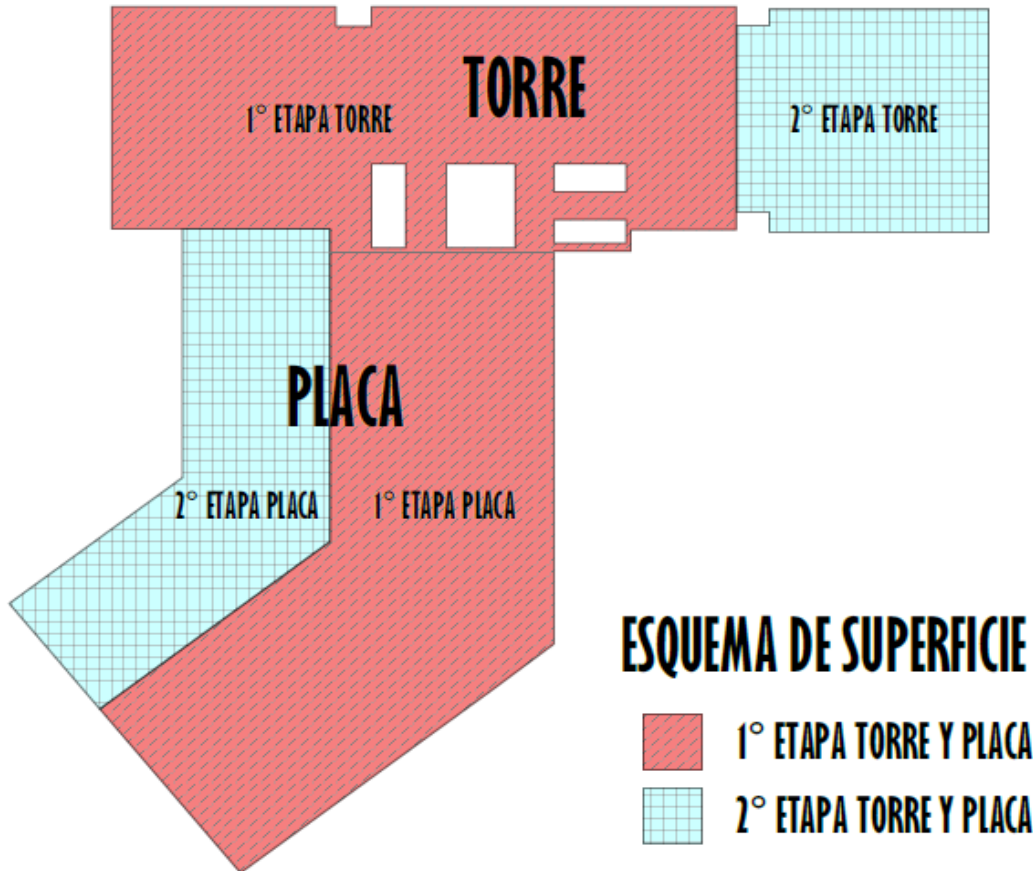 TORRE
1° ETAPA TORRE
2° ETAPA TORRE
PLACA
2° ETAPA PLACA
1° ETAPA PLACA
ESQUEMA DE SUPERFICIE
1° ETAPA TORRE Y PLACA
2° ETAPA TORRE Y PLACA